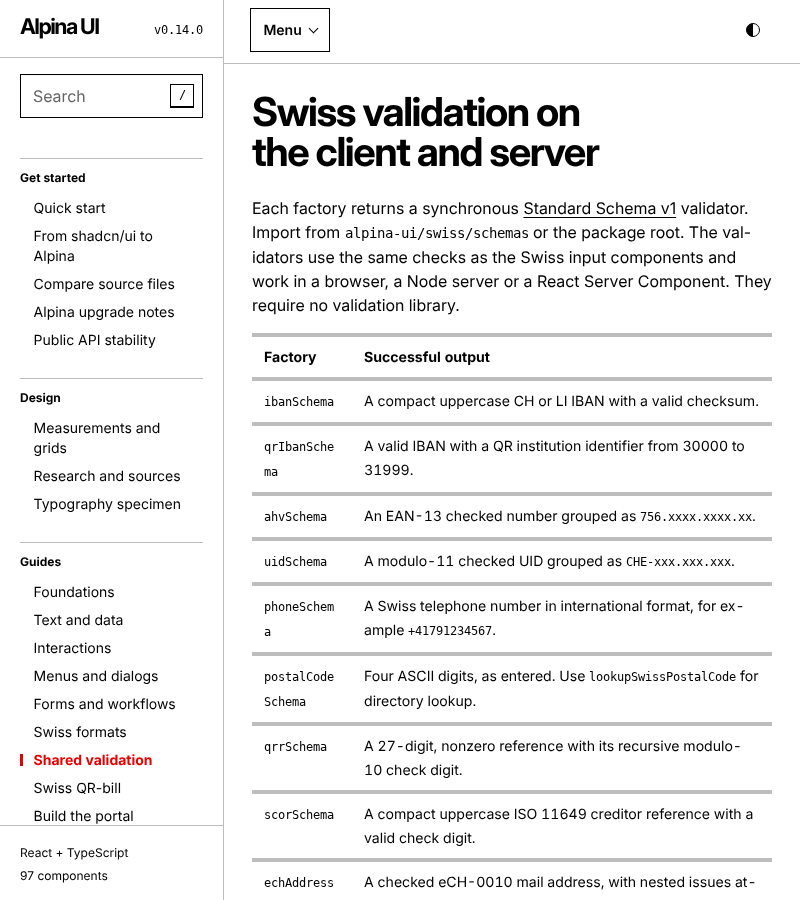 Alpina UI
v0.14.0
Search
/
Get started
Quick start
From shadcn/ui to
Alpina
Compare source files
Alpina upgrade notes
Public API stability
Design
Measurements and
grids
Research and sources
Typography specimen
Guides
Foundations
Text and data
Interactions
Menus and dialogs
Forms and workflows
Swiss formats
Shared validation
Swiss QR-bill
Build the portal
React + TypeScript
97 components
Menu
Swiss validation on
the client and server
Each factory returns a synchronous Standard Schema v1 validator.
Import from alpina-ui/swiss/schemas or the package root. The val-
idators use the same checks as the Swiss input components and
work in a browser, a Node server or a React Server Component. They
require no validation library.
Factory Successful output
ibanSchema A compact uppercase CH or LI IBAN with a valid checksum.
qrIbanSche A valid IBAN with a QR institution identifier from 30000 to
ma 31999.
ahvSchema An EAN-13 checked number grouped as 756.xxxx.xxxx.xx.
uidSchema A modulo-11 checked UID grouped as CHE-xxx.xxx.xxx.
phoneSchem A Swiss telephone number in international format, for ex-
a ample +41791234567.
postalCode Four ASCII digits, as entered. Use lookupSwissPostalCode for
Schema directory lookup.
qrrSchema A 27-digit, nonzero reference with its recursive modulo-
10 check digit.
scorSchema A compact uppercase ISO 11649 creditor reference with a
valid check digit.
echAddress A checked eCH-0010 mail address, with nested issues at-